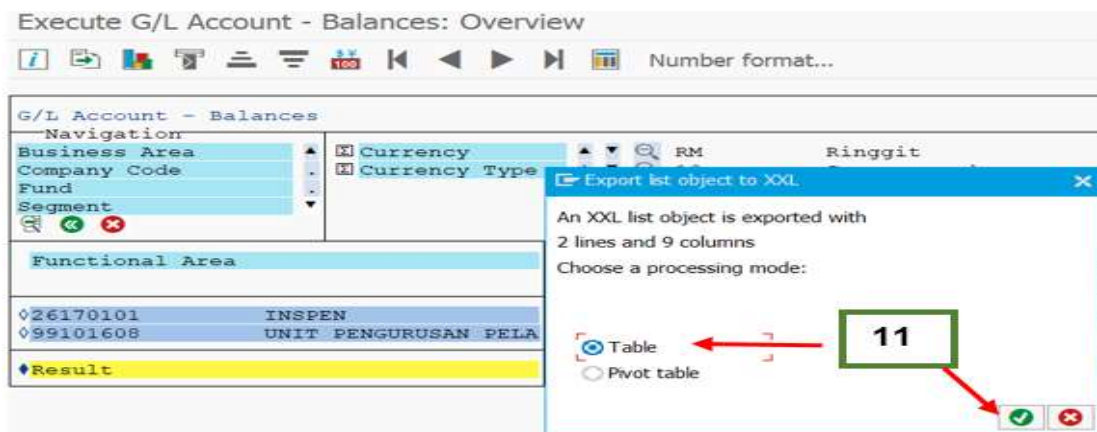 Execute G/L Account - Balances: Overview
Number format...
G/L Account - Balances
Navigation
Business Area
Company Code
Fund
Segment
Currency RM Ringgit
Currency Type
Functional Area
26170101 INSPEN
99101608 UNIT PENGURUSAN PELA
Result
Export list object to XXL
An XXL list object is exported with
2 lines and 9 columns
Choose a processing mode:
Table
Pivot table
11